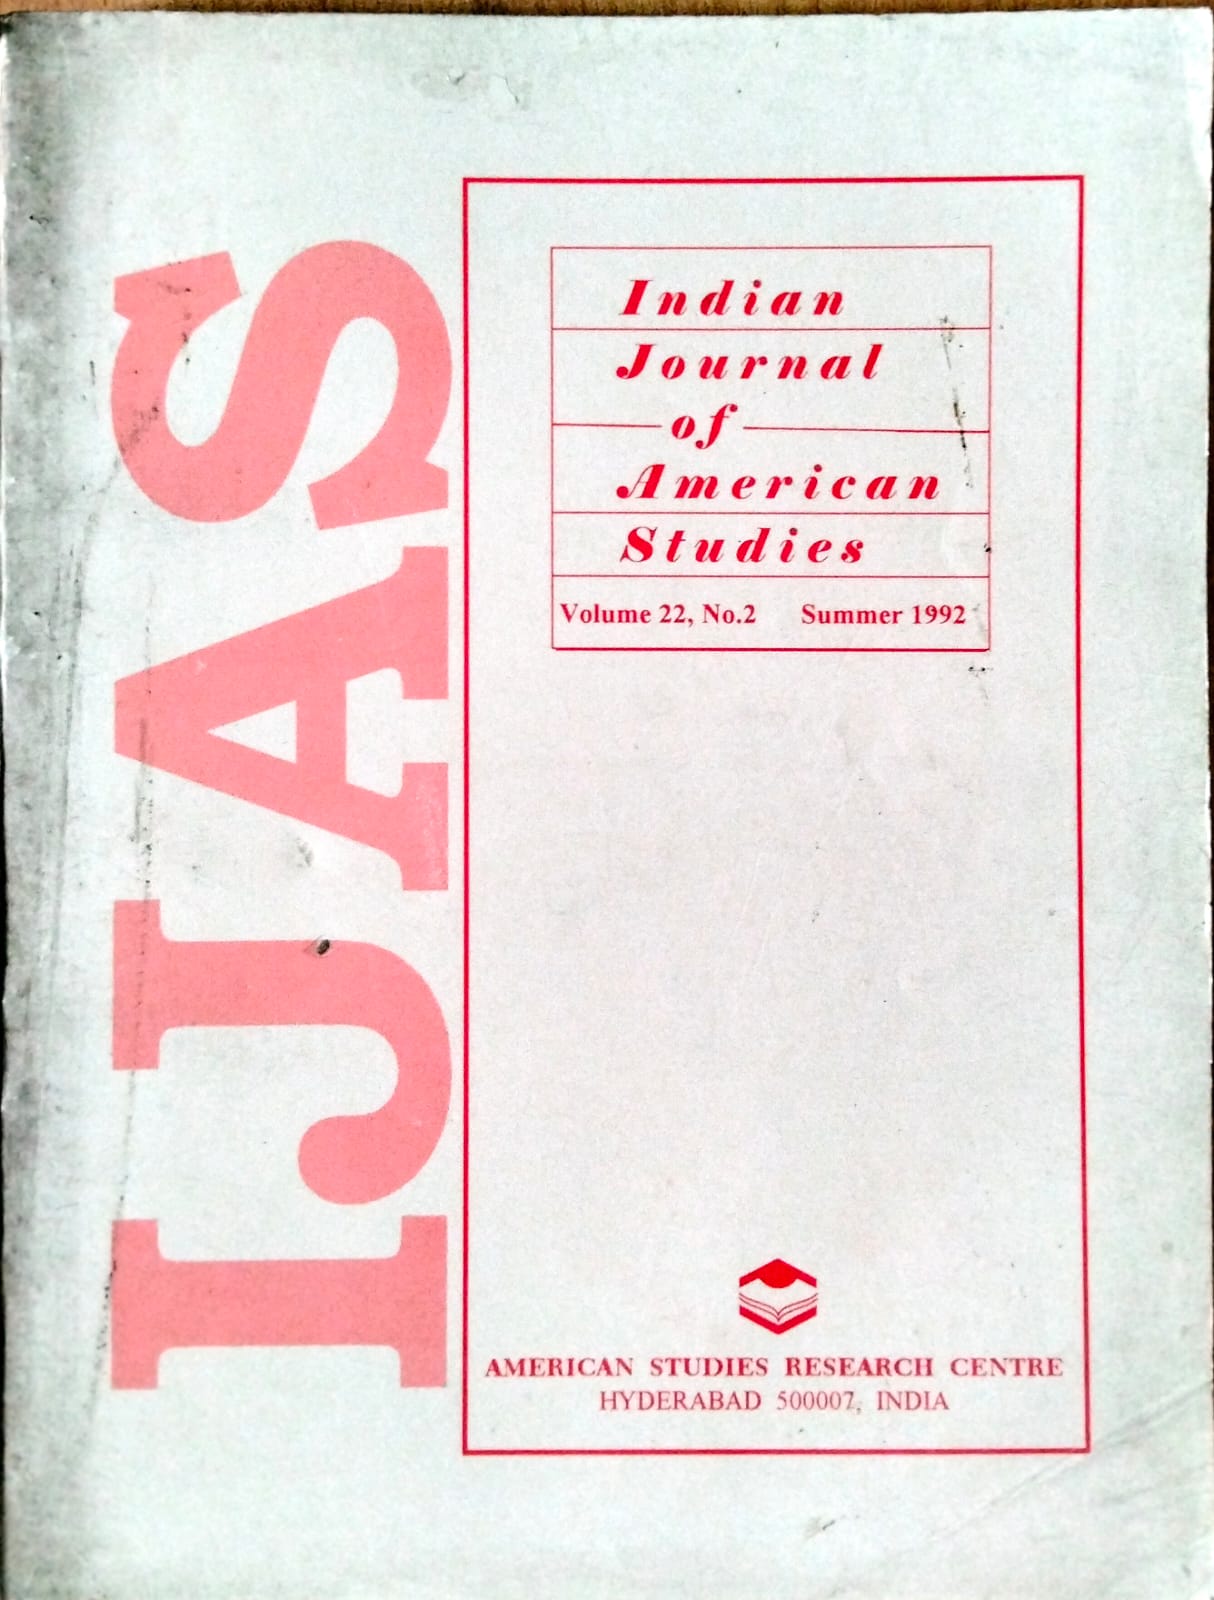 IJAS
Indian
Journal
of
American
Studies
Volume 22, No.2 Summer 1992
AMERICAN STUDIES RESEARCH CENTRE
HYDERABAD 500007, INDIA